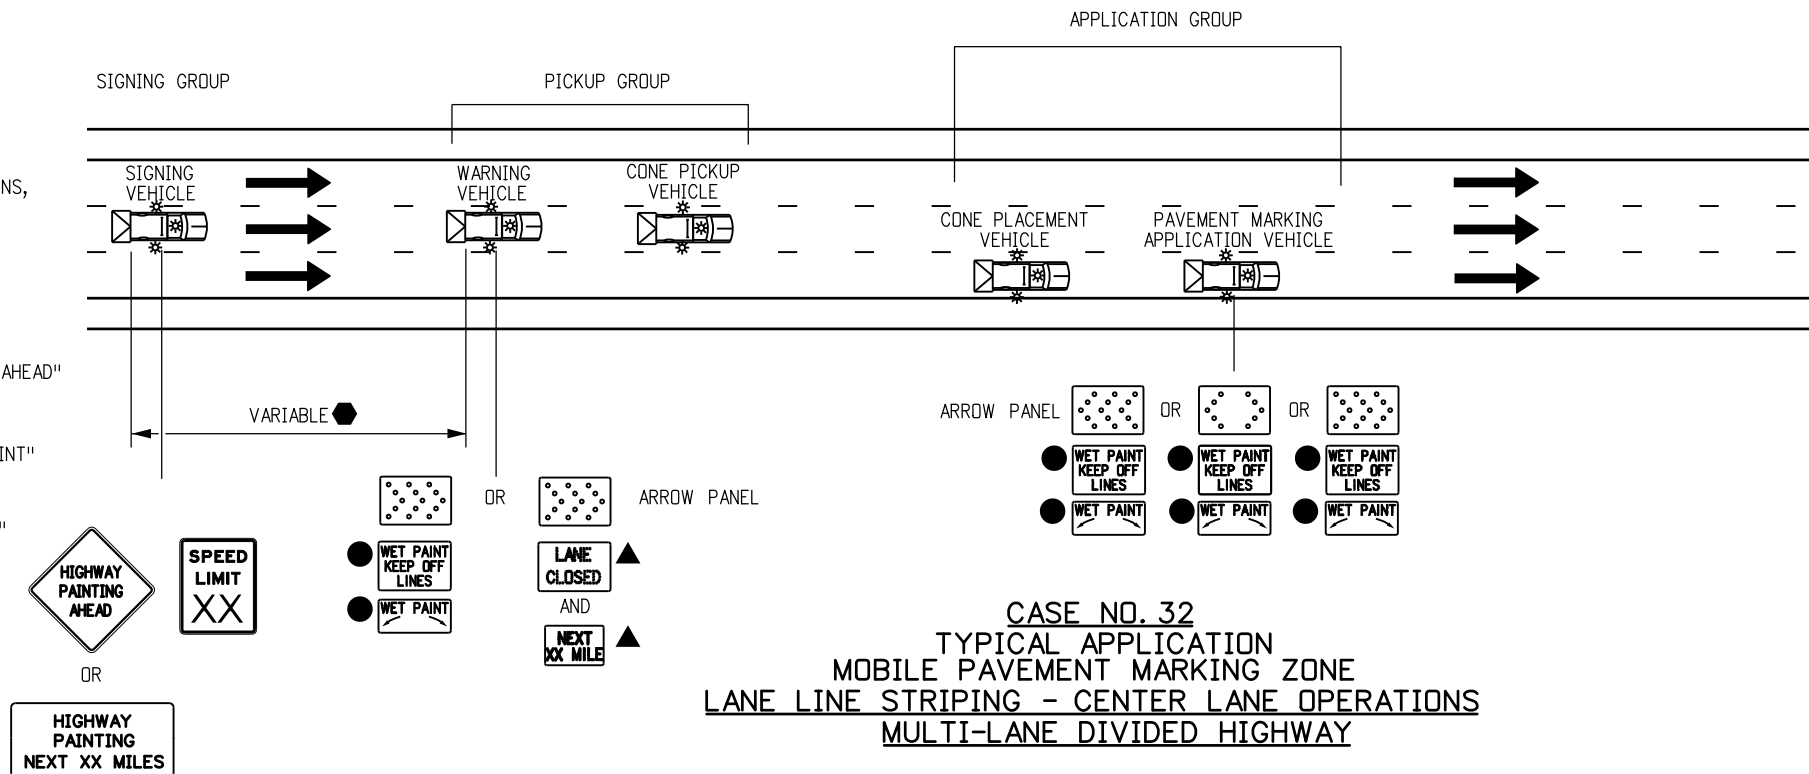 APPLICATION GROUP
SIGNING GROUP
PICKUP GROUP
SIGNING
VEHICLE
WARNING
VEHICLE
CONE PICKUP
VEHICLE
NS,
CONE PLACEMENT
VEHICLE
PAVEMENT MARKING
APPLICATION VEHICLE
AHEAD"
VARIABLE
ARROW PANEL
OR
OR
INT"
WET PAINT
KEEP OFF
LINES
WET PAINT
KEEP OFF
LINES
WET PAINT
KEEP OFF
LINES
WET PAINT
WET PAINT
WET PAINT
OR
ARROW PANEL
"
HIGHWAY
PAINTING
AHEAD
SPEED
LIMIT
XX
WET PAINT
KEEP OFF
LINES
WET PAINT
LANE
CLOSED
AND
NEXT
XX MILE
OR
HIGHWAY
PAINTING
NEXT XX MILES
CASE NO. 32
TYPICAL APPLICATION
MOBILE PAVEMENT MARKING ZONE
LANE LINE STRIPING - CENTER LANE OPERATIONS
MULTI-LANE DIVIDED HIGHWAY